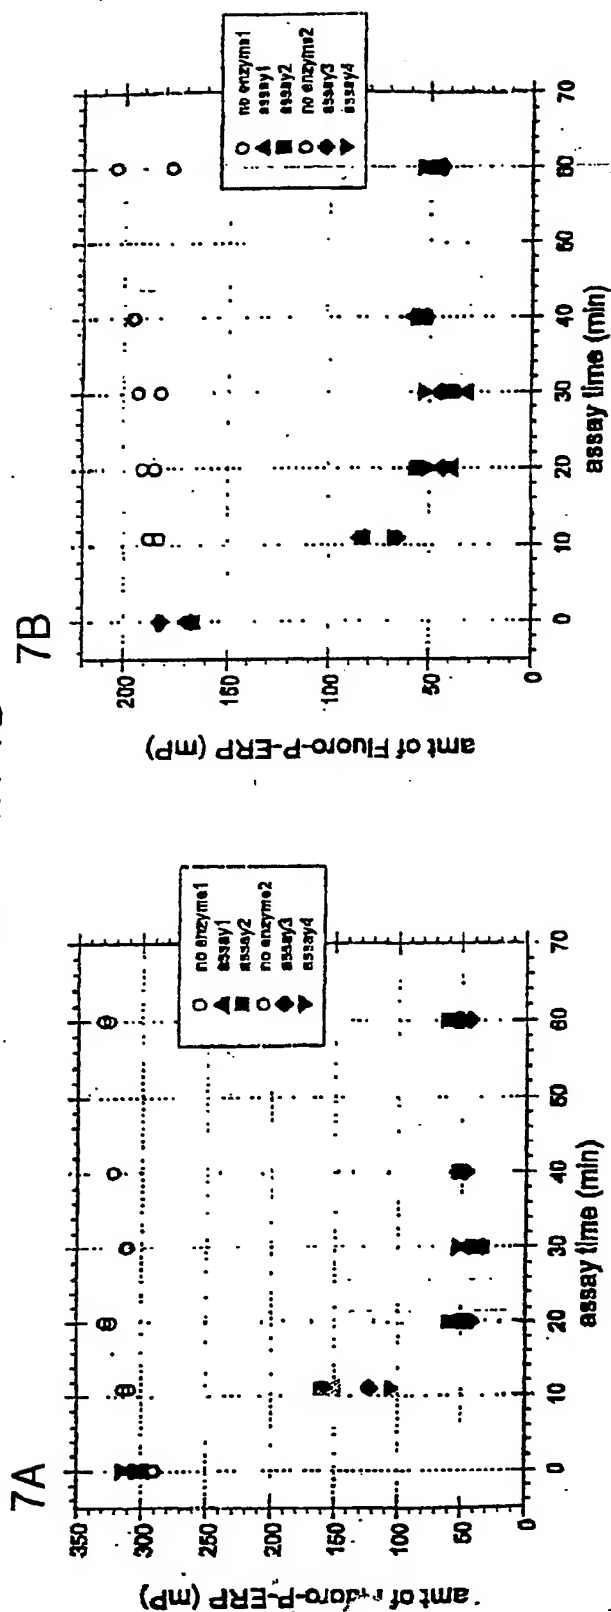 7A
amt of Fluoro-P-ERP (mP)
350
300
250
200
150
100
50
0
0 10 20 30 40 50 60 70
assay time (min)
no enzyme1
assay1
assay2
no enzyme2
assay3
assay4
7B
amt of Fluoro-P-ERP (mP)
200
150
100
50
0
0 10 20 30 40 50 60 70
assay time (min)
no enzyme1
assay1
assay2
no enzyme2
assay3
assay4